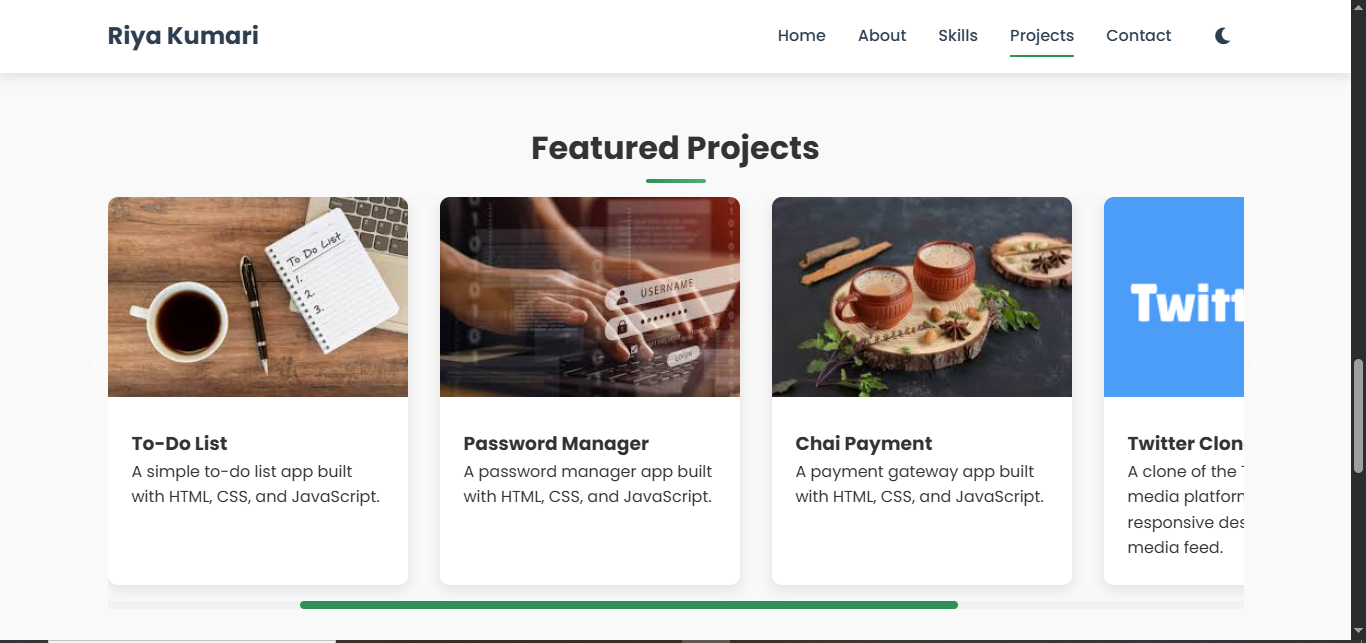 Riya Kumari
Home About Skills Projects Contact
Featured Projects
To Do List
1.
2.
3.
USERNAME
LOGIN
Twitt
To-Do List
A simple to-do list app built
with HTML, CSS, and JavaScript.
Password Manager
A password manager app built
with HTML, CSS, and JavaScript.
Chai Payment
A payment gateway app built
with HTML, CSS, and JavaScript.
Twitter Clon
A clone of the
media platforn
responsive des
media feed.